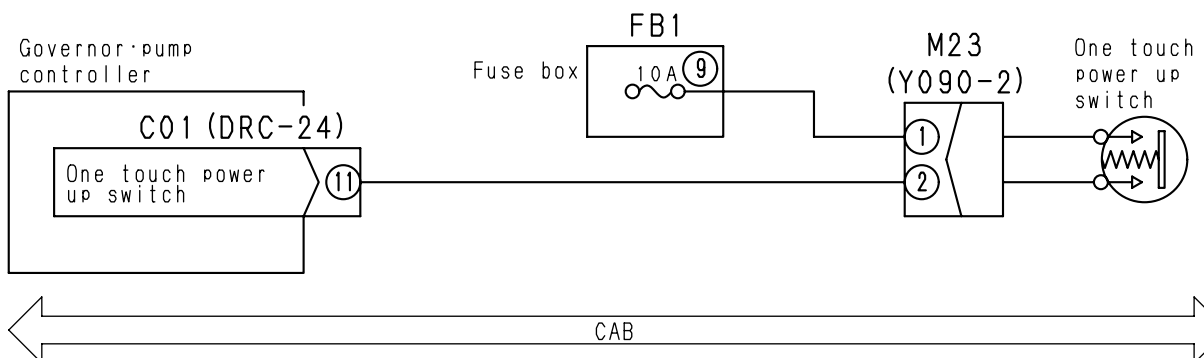 Governor·pump
controller
C01 (DRC-24)
One touch power
up switch
11
FB1
Fuse box
10A 9
M23
(Y090-2)
1
2
One touch
power up
switch
CAB